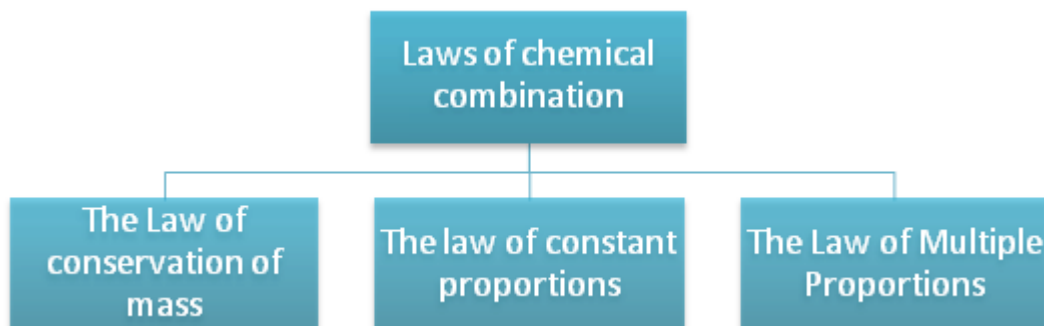 Laws of chemical
combination
The Law of
conservation of
mass
The law of constant
proportions
The Law of Multiple
Proportions